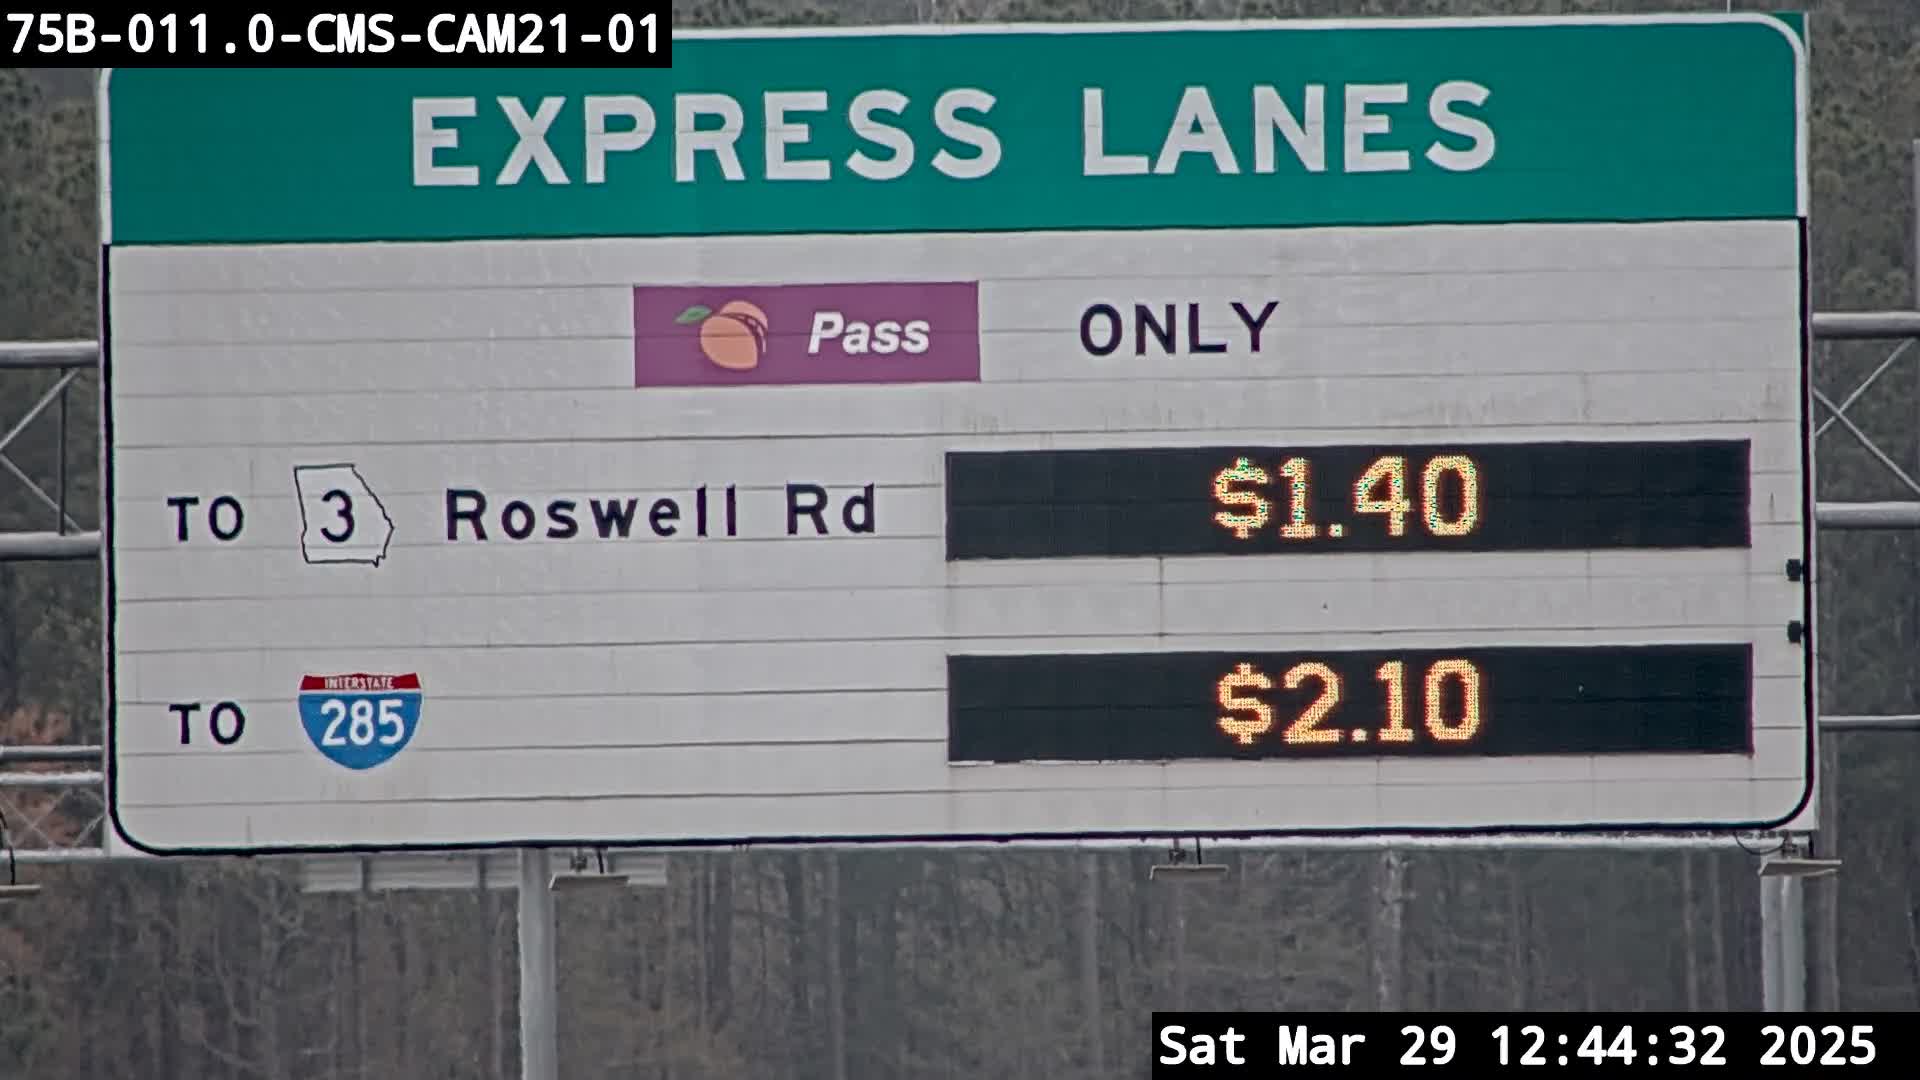 75B-011.0-CMS-CAM21-01
EXPRESS LANES
Pass ONLY
TO 3 Roswell Rd $1.40
INTERSTATE
TO 285 $2.10
Sat Mar 29 12:44:32 2025